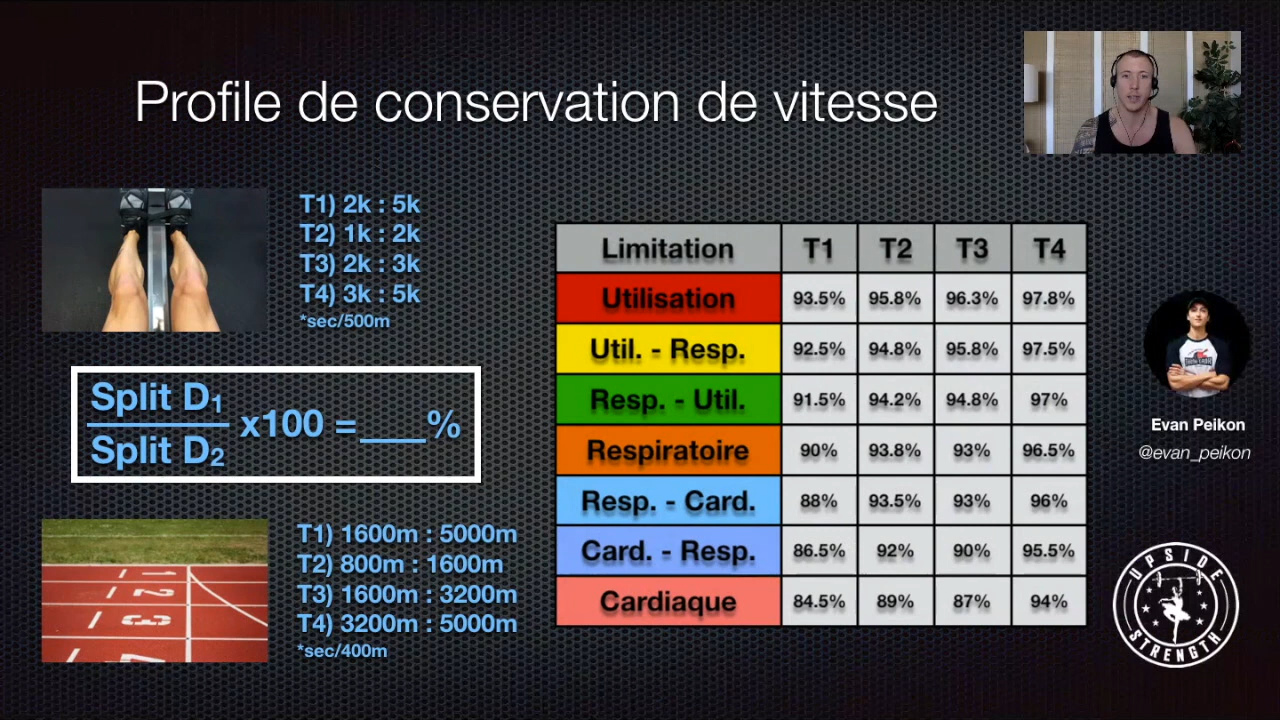 Profile de conservation de vitesse
T1) 2k : 5k
T2) 1k : 2k
T3) 2k : 3k
T4) 3k : 5k
*sec/500m
Split D1
Split D2
x100 =___%
T1) 1600m : 5000m
T2) 800m : 1600m
T3) 1600m : 3200m
T4) 3200m : 5000m
*sec/400m
1
2
3
Limitation T1 T2 T3 T4
Utilisation 93.5% 95.8% 96.3% 97.8%
Util. - Resp. 92.5% 94.8% 95.8% 97.5%
Resp. - Util. 91.5% 94.2% 94.8% 97%
Respiratoire 90% 93.8% 93% 96.5%
Resp. - Card. 88% 93.5% 93% 96%
Card. - Resp. 86.5% 92% 90% 95.5%
Cardiaque 84.5% 89% 87% 94%
Evan Peikon
@evan_peikon
UPSIDE
STRENGTH